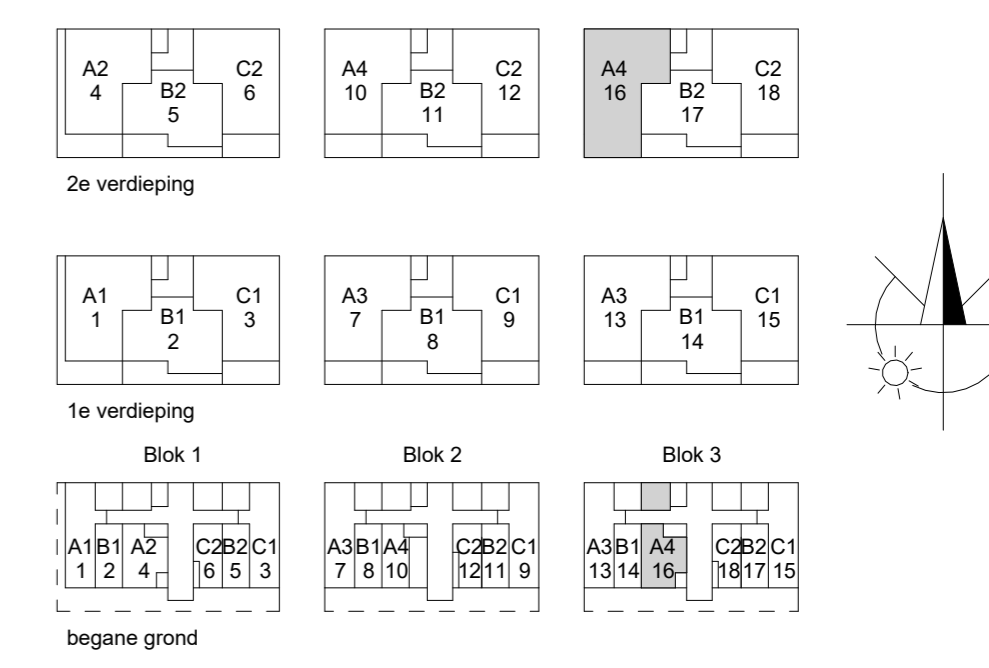 A2 C2 A4 C2 A4 C2
4 B2 6 10 B2 12 16 B2 18
5 11 17
2e verdieping
A1 C1 A3 C1 A3 C1
1 B1 3 7 B1 9 13 B1 15
2 8 14
1e verdieping
Blok 1 Blok 2 Blok 3
A1 B1 A2 C2 B2 C1 A3 B1 A4 C2 B2 C1 A3 B1 A4 C2 B2 C1
1 2 4 6 5 3 7 8 10 12 11 9 13 14 16 18 17 15
begane grond